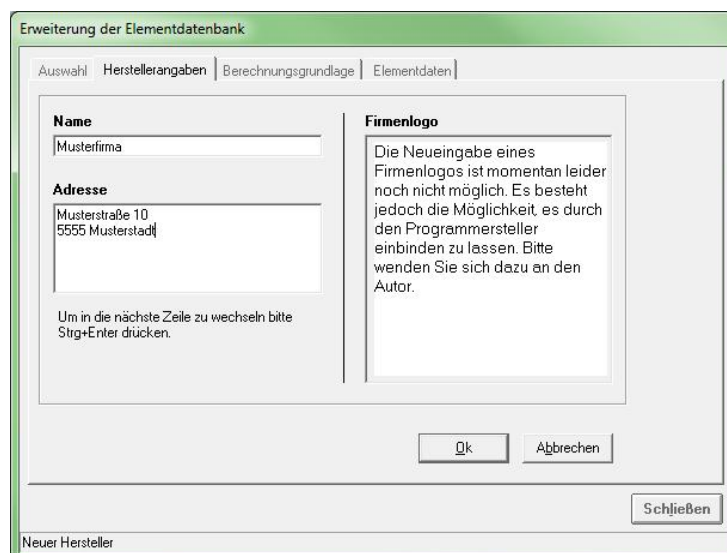 Erweiterung der Elementdatenbank
Auswahl Herstellerangaben Berechnungsgrundlage Elementdaten
Name
Musterfirma
Adresse
Musterstraße 10
5555 Musterstadt
Um in die nächste Zeile zu wechseln bitte
Strg+Enter drücken.
Firmenlogo
Die Neueingabe eines
Firmenlogos ist momentan leider
noch nicht möglich. Es besteht
jedoch die Möglichkeit, es durch
den Programmersteller
einbinden zu lassen. Bitte
wenden Sie sich dazu an den
Autor.
Ok Abbrechen
Schließen
Neuer Hersteller